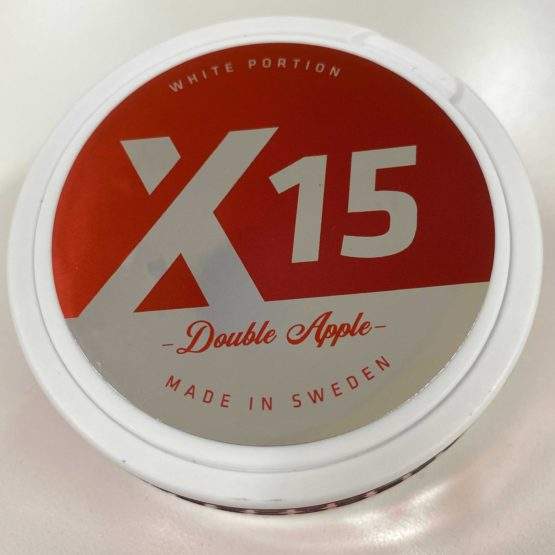 WHITE PORTION
X15
-Double Apple-
MADE IN SWEDEN